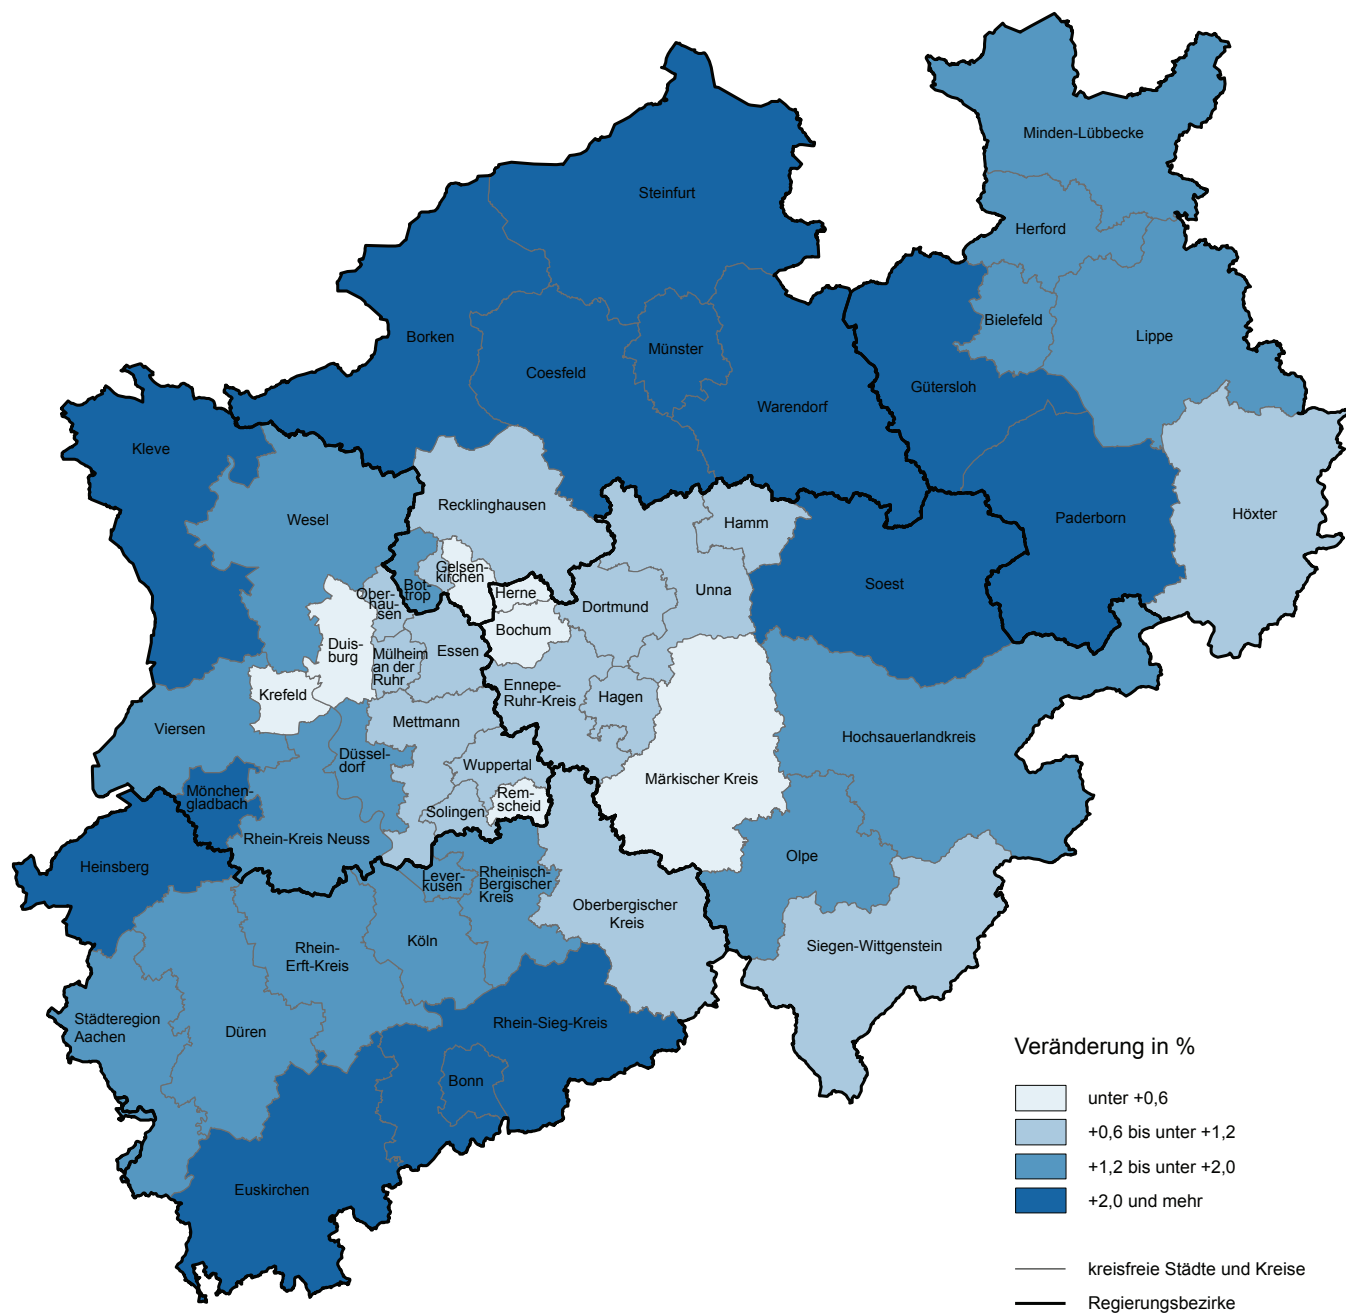 Minden-Lübbecke
Steinfurt
Herford
Bielefeld
Lippe
Borken
Münster
Coesfeld
Gütersloh
Warendorf
Kleve
Recklinghausen
Wesel
Hamm
Paderborn
Höxter
Gelsen-
kirchen
Bot-
trop
Ober-
hau-
sen
Herne
Dortmund
Unna
Soest
Bochum
Duis-
burg
Mülheim
an der
Ruhr
Essen
Krefeld
Ennepe-
Ruhr-Kreis
Hagen
Viersen
Mettmann
Düssel-
dorf
Hochsauerlandkreis
Wuppertal
Märkischer Kreis
Mönchen-
gladbach
Rem-
scheid
Solingen
Rhein-Kreis Neuss
Heinsberg
Olpe
Lever-
kusen
Rheinisch-
Bergischer
Kreis
Oberbergischer
Kreis
Köln
Rhein-
Erft-Kreis
Siegen-Wittgenstein
Städteregion
Aachen
Düren
Rhein-Sieg-Kreis
Bonn
Euskirchen
Veränderung in %
unter +0,6
+0,6 bis unter +1,2
+1,2 bis unter +2,0
+2,0 und mehr
kreisfreie Städte und Kreise
Regierungsbezirke